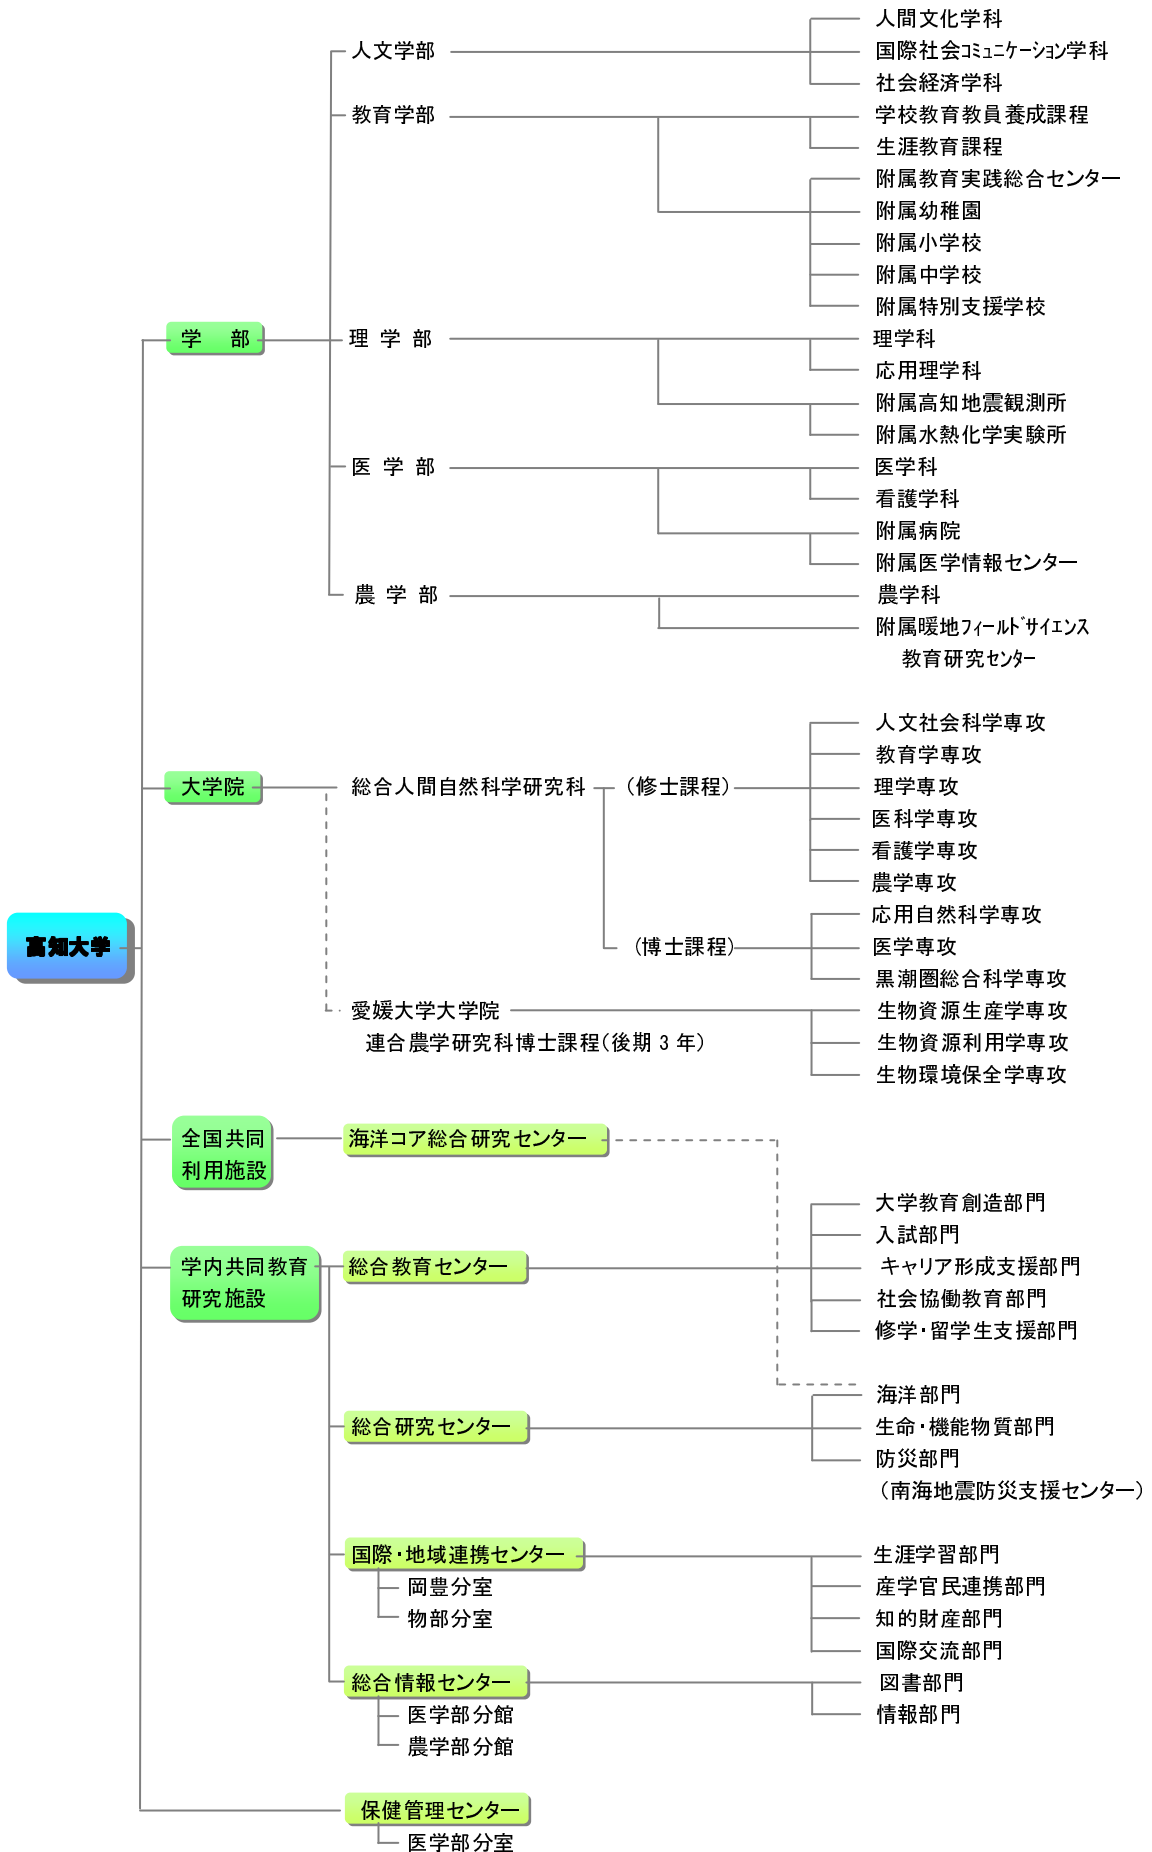 人間文化学科
人文学部
国際社会ｺﾐｭﾆｹｰｼｮﾝ学科
社会経済学科
教育学部
学校教育教員養成課程
生涯教育課程
附属教育実践総合センター
附属幼稚園
附属小学校
附属中学校
附属特別支援学校
学　部
理 学 部
理学科
応用理学科
附属高知地震観測所
附属水熱化学実験所
医 学 部
医学科
看護学科
附属病院
附属医学情報センター
農 学 部
農学科
附属暖地ﾌｨｰﾙﾄﾞｻｲｴﾝｽ
教育研究ｾﾝﾀｰ
人文社会科学専攻
教育学専攻
大学院
総合人間自然科学研究科
（修士課程）
理学専攻
医科学専攻
看護学専攻
農学専攻
応用自然科学専攻
高知大学
（博士課程）
医学専攻
黒潮圏総合科学専攻
愛媛大学大学院
連合農学研究科博士課程（後期３年）
生物資源生産学専攻
生物資源利用学専攻
生物環境保全学専攻
全国共同
利用施設
海洋コア総合研究センター
大学教育創造部門
入試部門
学内共同教育
研究施設
総合教育センター
キャリア形成支援部門
社会協働教育部門
修学・留学生支援部門
海洋部門
総合研究センター
生命・機能物質部門
防災部門
（南海地震防災支援センター）
国際・地域連携センター
岡豊分室
物部分室
生涯学習部門
産学官民連携部門
知的財産部門
国際交流部門
総合情報センター
医学部分館
農学部分館
図書部門
情報部門
保健管理センター
医学部分室